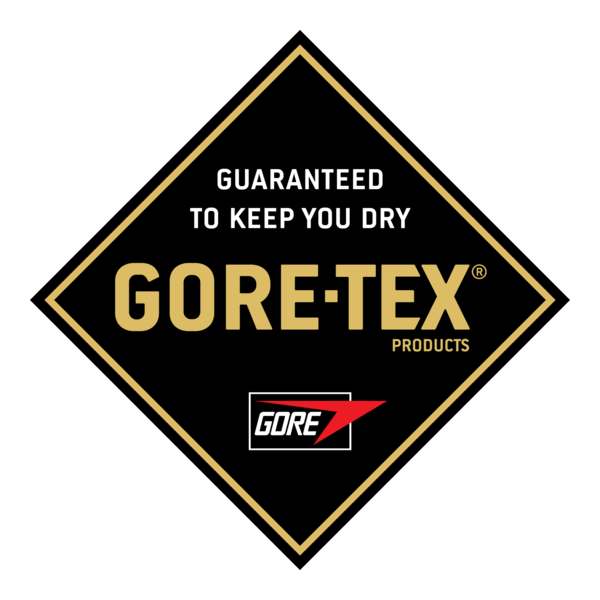 GUARANTEED
TO KEEP YOU DRY
GORE-TEX®
PRODUCTS
GORE